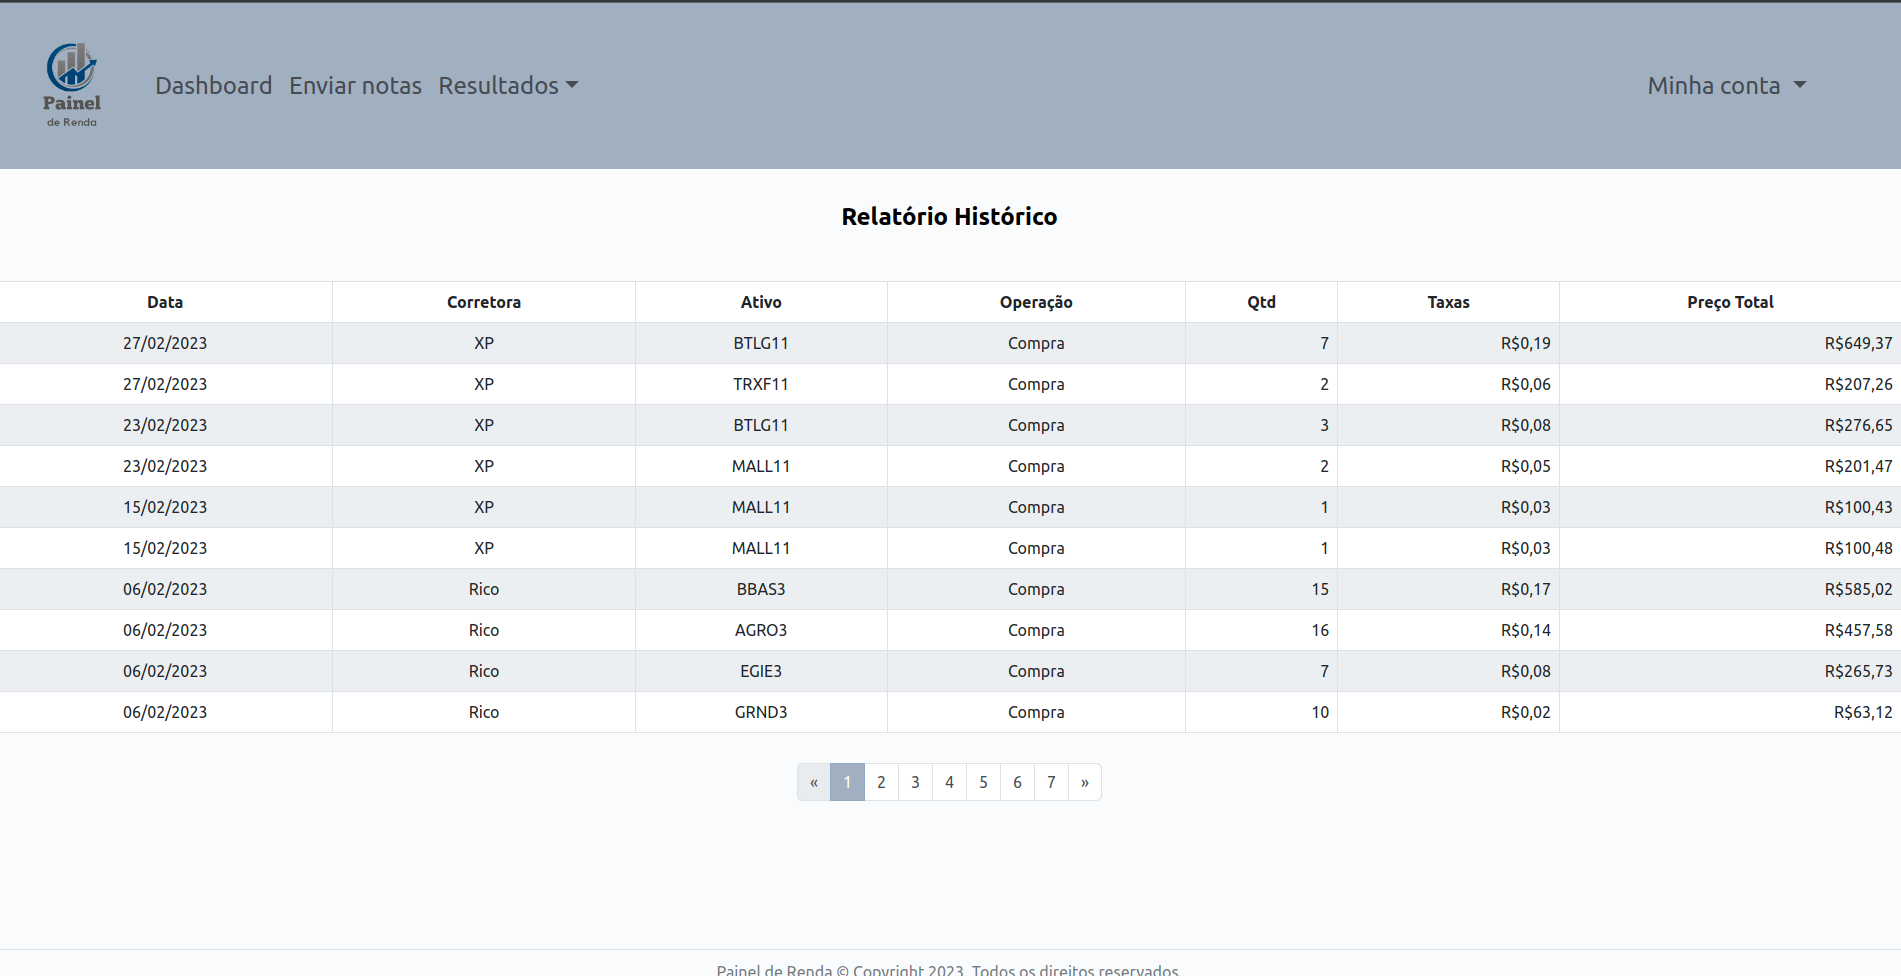 Painel
de Renda
Dashboard Enviar notas Resultados Minha conta
Relatório Histórico
Data Corretora Ativo Operação Qtd Taxas Preço Total
27/02/2023 XP BTLG11 Compra 7 R$0,19 R$649,37
27/02/2023 XP TRXF11 Compra 2 R$0,06 R$207,26
23/02/2023 XP BTLG11 Compra 3 R$0,08 R$276,65
23/02/2023 XP MALL11 Compra 2 R$0,05 R$201,47
15/02/2023 XP MALL11 Compra 1 R$0,03 R$100,43
15/02/2023 XP MALL11 Compra 1 R$0,03 R$100,48
06/02/2023 Rico BBAS3 Compra 15 R$0,17 R$585,02
06/02/2023 Rico AGRO3 Compra 16 R$0,14 R$457,58
06/02/2023 Rico EGIE3 Compra 7 R$0,08 R$265,73
06/02/2023 Rico GRND3 Compra 10 R$0,02 R$63,12
« 1 2 3 4 5 6 7 »
Painel de Renda © Copyright 2023. Todos os direitos reservados.